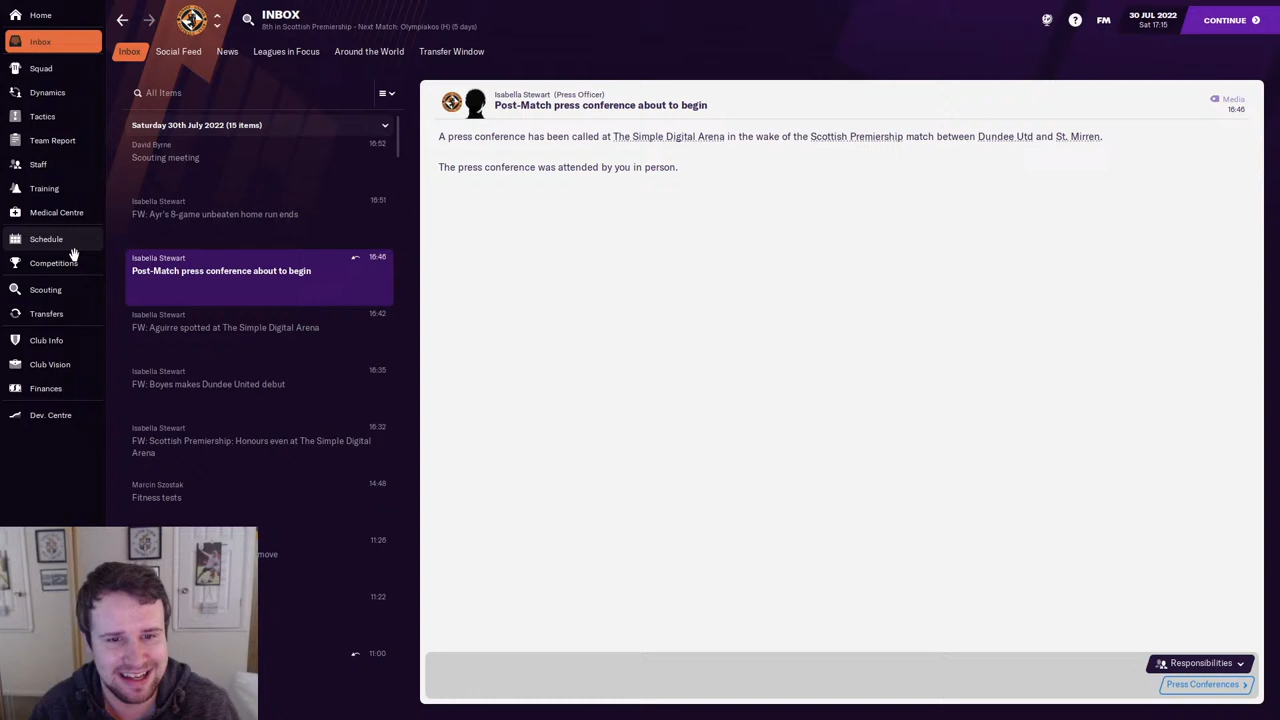 Home
INBOX
8th in Scottish Premiership - Next Match: Olympiakos (H) (5 days)
FM
30 JUL 2022
Sat 17:15
CONTINUE
Inbox
Squad
Dynamics
Tactics
Team Report
Staff
Training
Medical Centre
Schedule
Competitions
Scouting
Transfers
Club Info
Club Vision
Finances
Dev. Centre
Inbox
Social Feed
News
Leagues in Focus
Around the World
Transfer Window
All Items
Saturday 30th July 2022 (15 items)
David Byrne
16:52
Scouting meeting
Isabella Stewart
16:51
FW: Ayr's 8-game unbeaten home run ends
Isabella Stewart
16:46
Post-Match press conference about to begin
Isabella Stewart
16:42
FW: Aguirre spotted at The Simple Digital Arena
Isabella Stewart
16:35
FW: Boyes makes Dundee United debut
Isabella Stewart
16:32
FW: Scottish Premiership: Honours even at The Simple Digital
Arena
Marcin Szostak
14:48
Fitness tests
11:26
move
11:22
11:00
Isabella Stewart (Press Officer)
Post-Match press conference about to begin
Media
16:46
A press conference has been called at The Simple Digital Arena in the wake of the Scottish Premiership match between Dundee Utd and St. Mirren.
The press conference was attended by you in person.
Responsibilities
Press Conferences